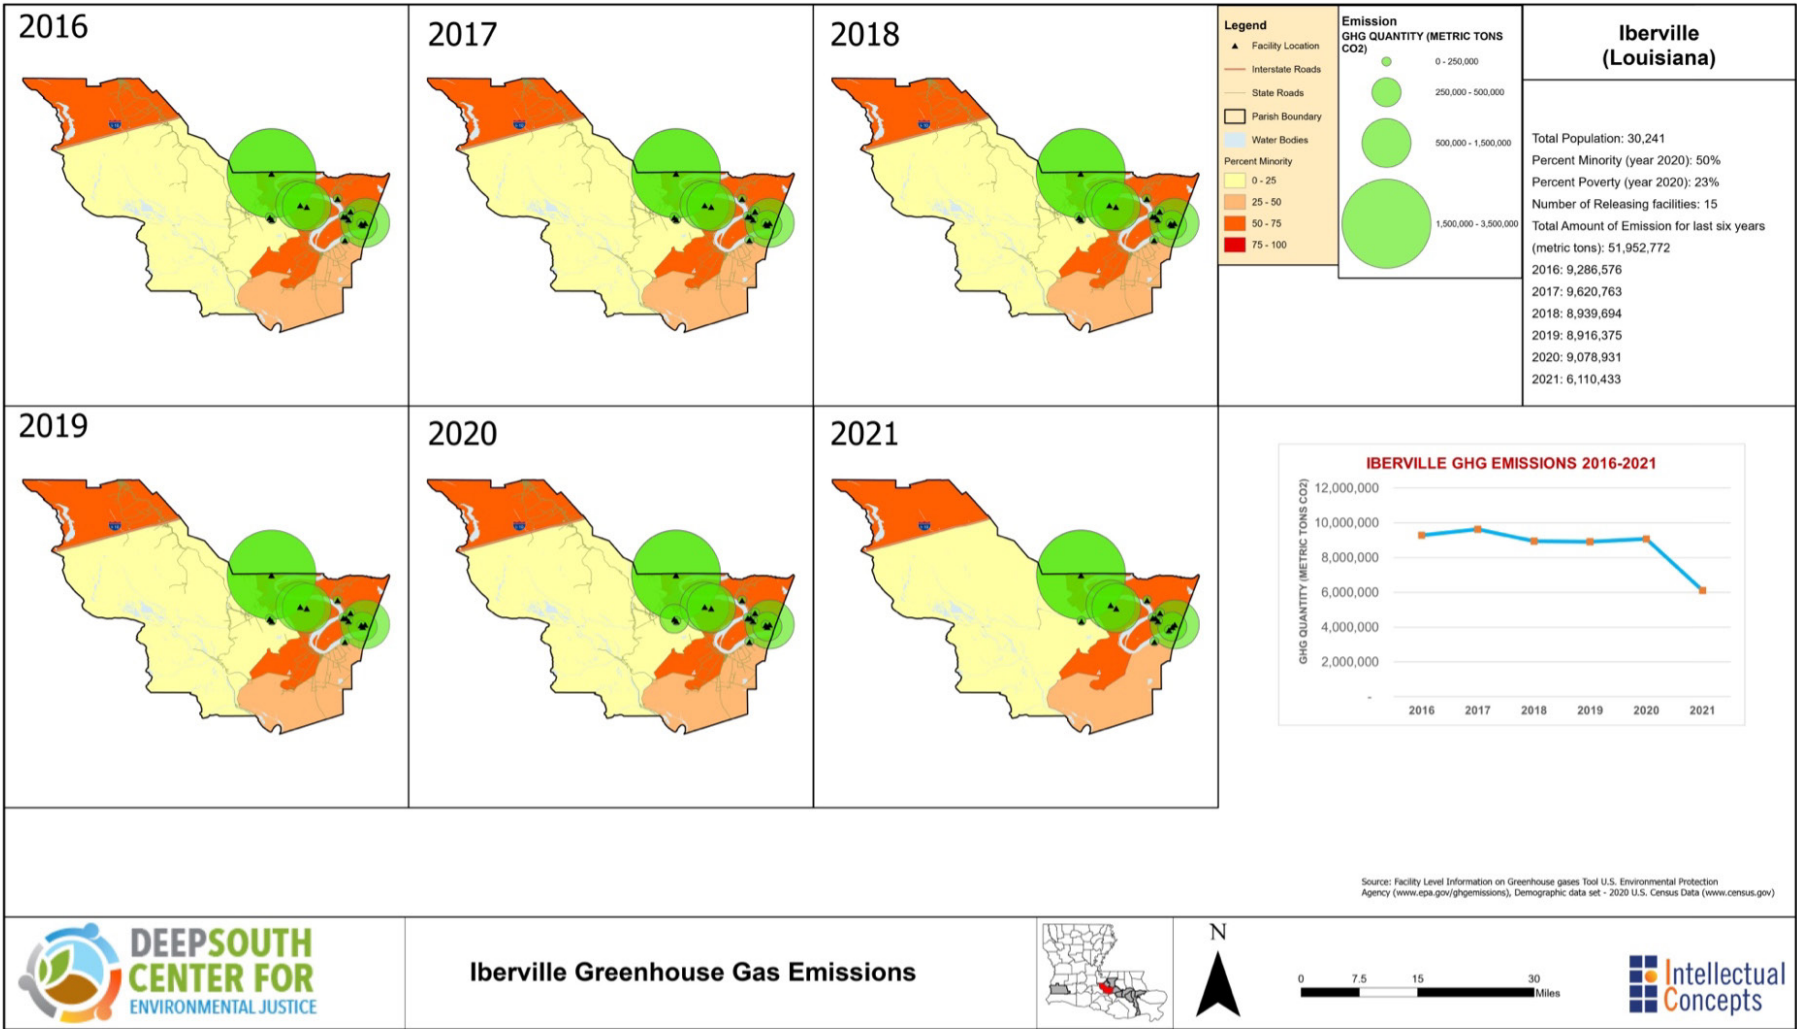 2016
2017
2018
Legend
Facility Location
Interstate Roads
State Roads
Parish Boundary
Water Bodies
Percent Minority
0 - 25
25 - 50
50 - 75
75 - 100
Emission
GHG QUANTITY (METRIC TONS
CO2)
0 - 250,000
250,000 - 500,000
500,000 - 1,500,000
1,500,000 - 3,500,000
Iberville
(Louisiana)
Total Population: 30,241
Percent Minority (year 2020): 50%
Percent Poverty (year 2020): 23%
Number of Releasing facilities: 15
Total Amount of Emission for last six years
(metric tons): 51,952,772
2016: 9,286,576
2017: 9,620,763
2018: 8,939,694
2019: 8,916,375
2020: 9,078,931
2021: 6,110,433
2019
2020
2021
IBERVILLE GHG EMISSIONS 2016-2021
GHG QUANTITY (METRIC TONS CO2)
12,000,000
10,000,000
8,000,000
6,000,000
4,000,000
2,000,000
-
2016 2017 2018 2019 2020 2021
Source: Facility Level Information on Greenhouse gases Tool U.S. Environmental Protection
Agency (www.epa.gov/ghgemissions), Demographic data set - 2020 U.S. Census Data (www.census.gov)
DEEPSOUTH
CENTER FOR
ENVIRONMENTAL JUSTICE
Iberville Greenhouse Gas Emissions
N
0 7.5 15 30
Miles
Intellectual
Concepts